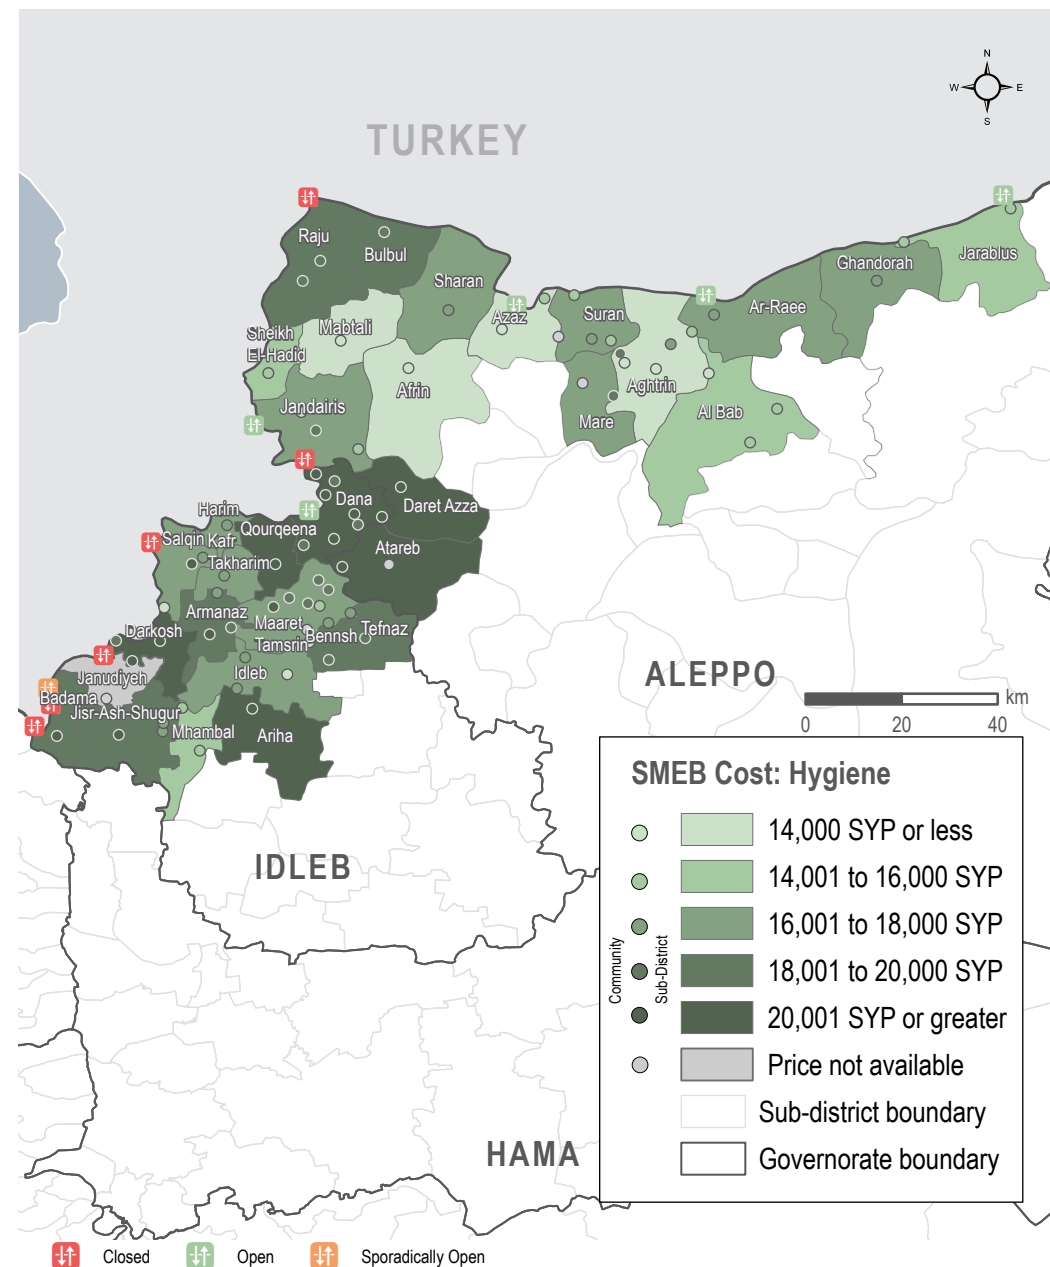 N
W E
S
TURKEY
Raju
Bulbul
Sharan
Jarablus
Ghandorah
Ar-Raee
Suran
Azaz
Mabtali
Sheikh
El-Hadid
Afrin
Aghtrin
Jandairis
Mare
Al Bab
Dana
Daret Azza
Harim
Qourqeena
Salqin
Kafr
Takharim
Atareb
Armanaz
Maaret
Tamsrin
Bennsh
Tefnaz
Darkosh
Idleb
Janudiyeh
Badama
Jisr-Ash-Shugur
Mhambal
Ariha
ALEPPO
km
0 20 40
IDLEB
HAMA
SMEB Cost: Hygiene
14,000 SYP or less
14,001 to 16,000 SYP
16,001 to 18,000 SYP
18,001 to 20,000 SYP
20,001 SYP or greater
Price not available
Sub-district boundary
Governorate boundary
Community
Sub-District
Closed
Open
Sporadically Open